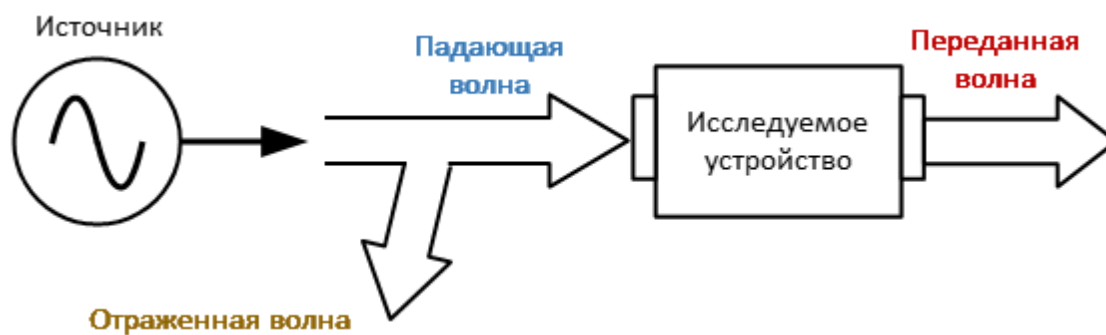 Источник
Падающая
волна
Переданная
волна
Исследуемое
устройство
Отраженная волна